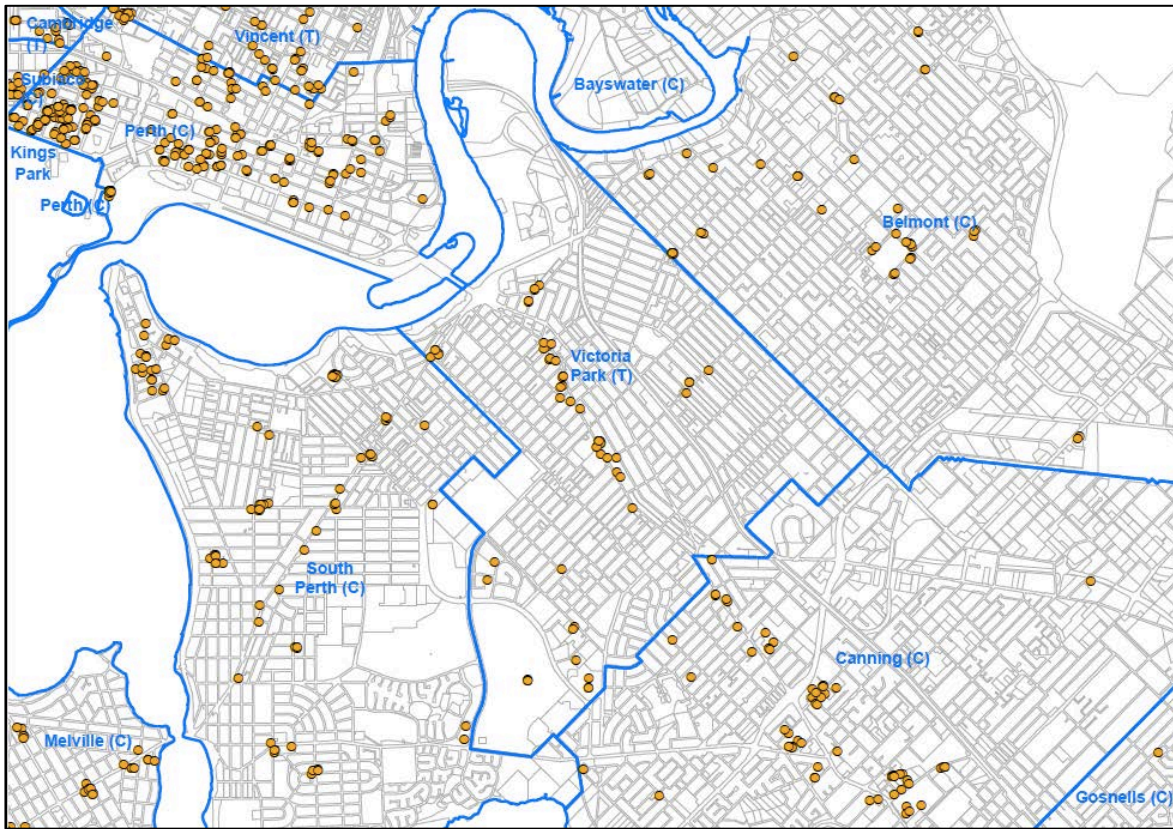 Cambridge
(T)
Vincent (T)
Subiaco
Bayswater (C)
Perth (C)
Kings
Park
Perth (C)
Belmont (C)
Victoria
Park (T)
South
Perth (C)
Canning (C)
Melville (C)
Gosnells (C)